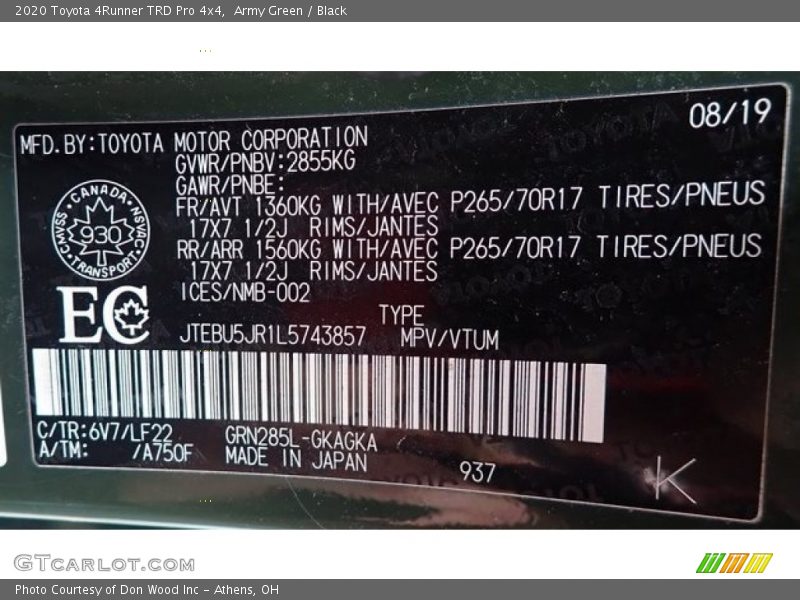 2020 Toyota 4Runner TRD Pro 4x4, Army Green / Black
08/19
MFD. BY:TOYOTA MOTOR CORPORATION
GVWR/PNBV:2855KG
GAWR/PNBE:
FR/AVT 1360KG WITH/AVEC P265/70R17 TIRES/PNEUS
17X7 1/2J RIMS/JANTES
RR/ARR 1560KG WITH/AVEC P265/70R17 TIRES/PNEUS
17X7 1/2J RIMS/JANTES
ICES/NMB-002
CANADA
CMVSS NSVAC
930
TRANSPORT
EC
TYPE
JTEBU5JR1L5743857 MPV/VTUM
C/TR:6V7/LF22 GRN285L-GKAGKA
A/TM: /A750F MADE IN JAPAN
937
K
GTCARLOT.COM
Photo Courtesy of Don Wood Inc - Athens, OH